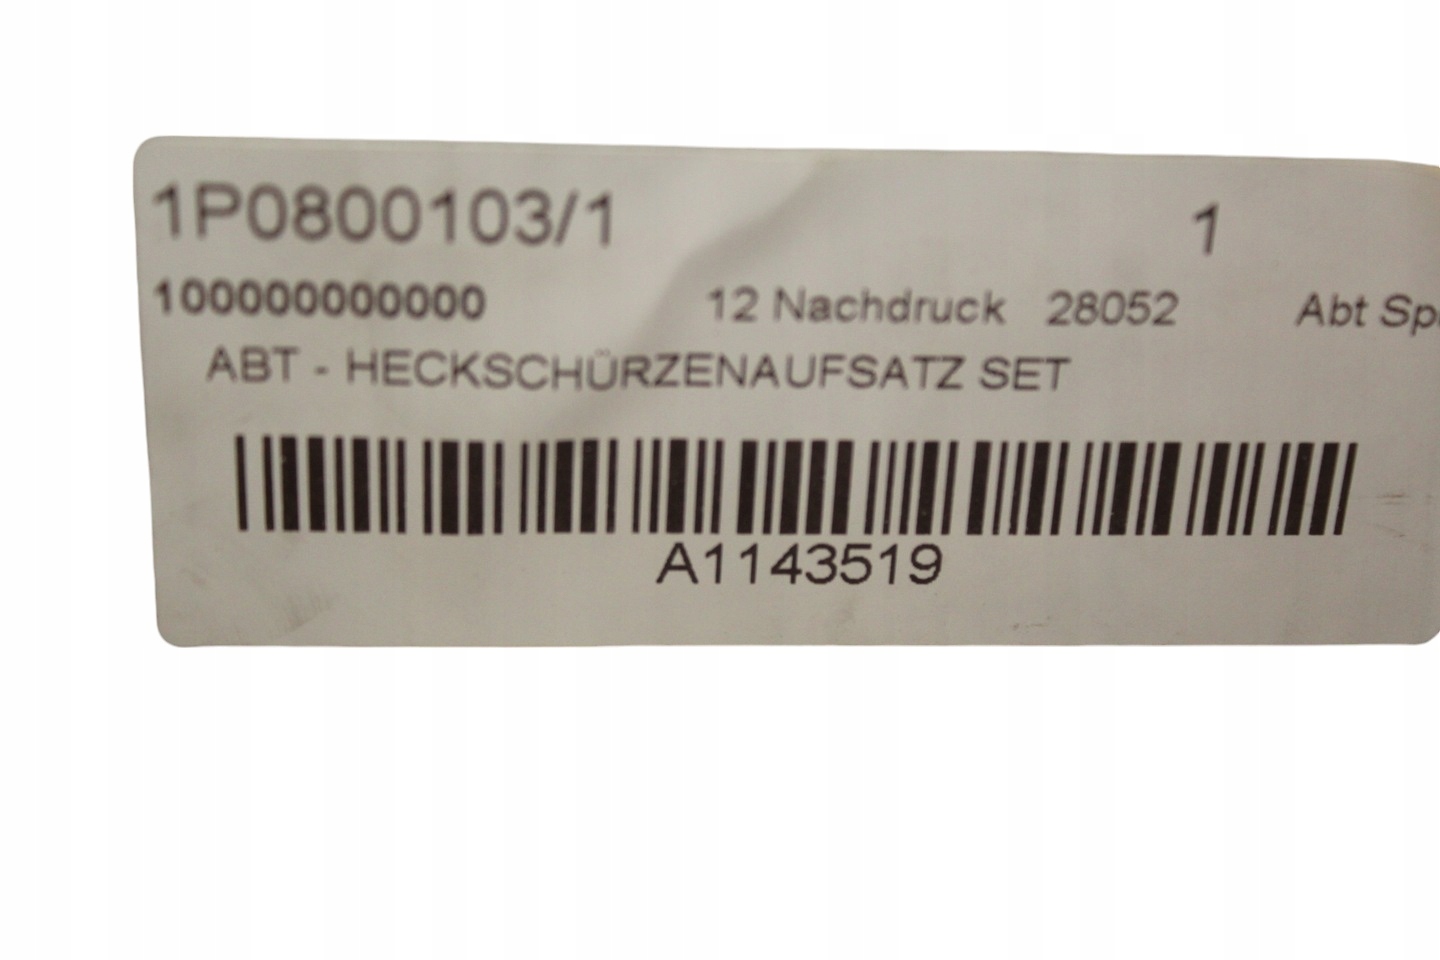 1P0800103/1 1
100000000000 12 Nachdruck 28052 Abt
ABT - HECKSCHÜRZENAUFSATZ SET
A1143519